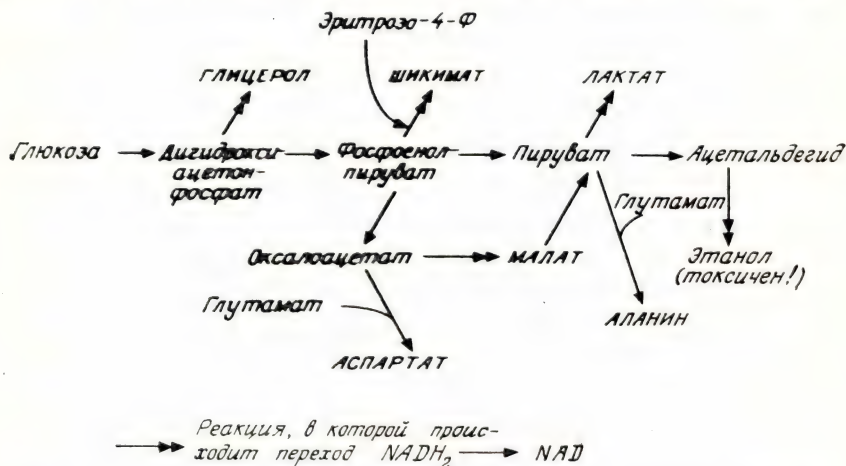 Эритрозо-4-Ф
ГЛИЦЕРОЛ
ШИКИМАТ
ЛАКТАТ
Глюкоза
Дигидрокси-
ацетон-
фосфат
Фосфоенол-
пируват
Пируват
Ацетальдегид
Глутамат
Оксалоацетат
МАЛАТ
Этанол
(токсичен!)
Глутамат
АЛАНИН
АСПАРТАТ
Реакция, в которой проис-
ходит переход NADH₂ → NAD